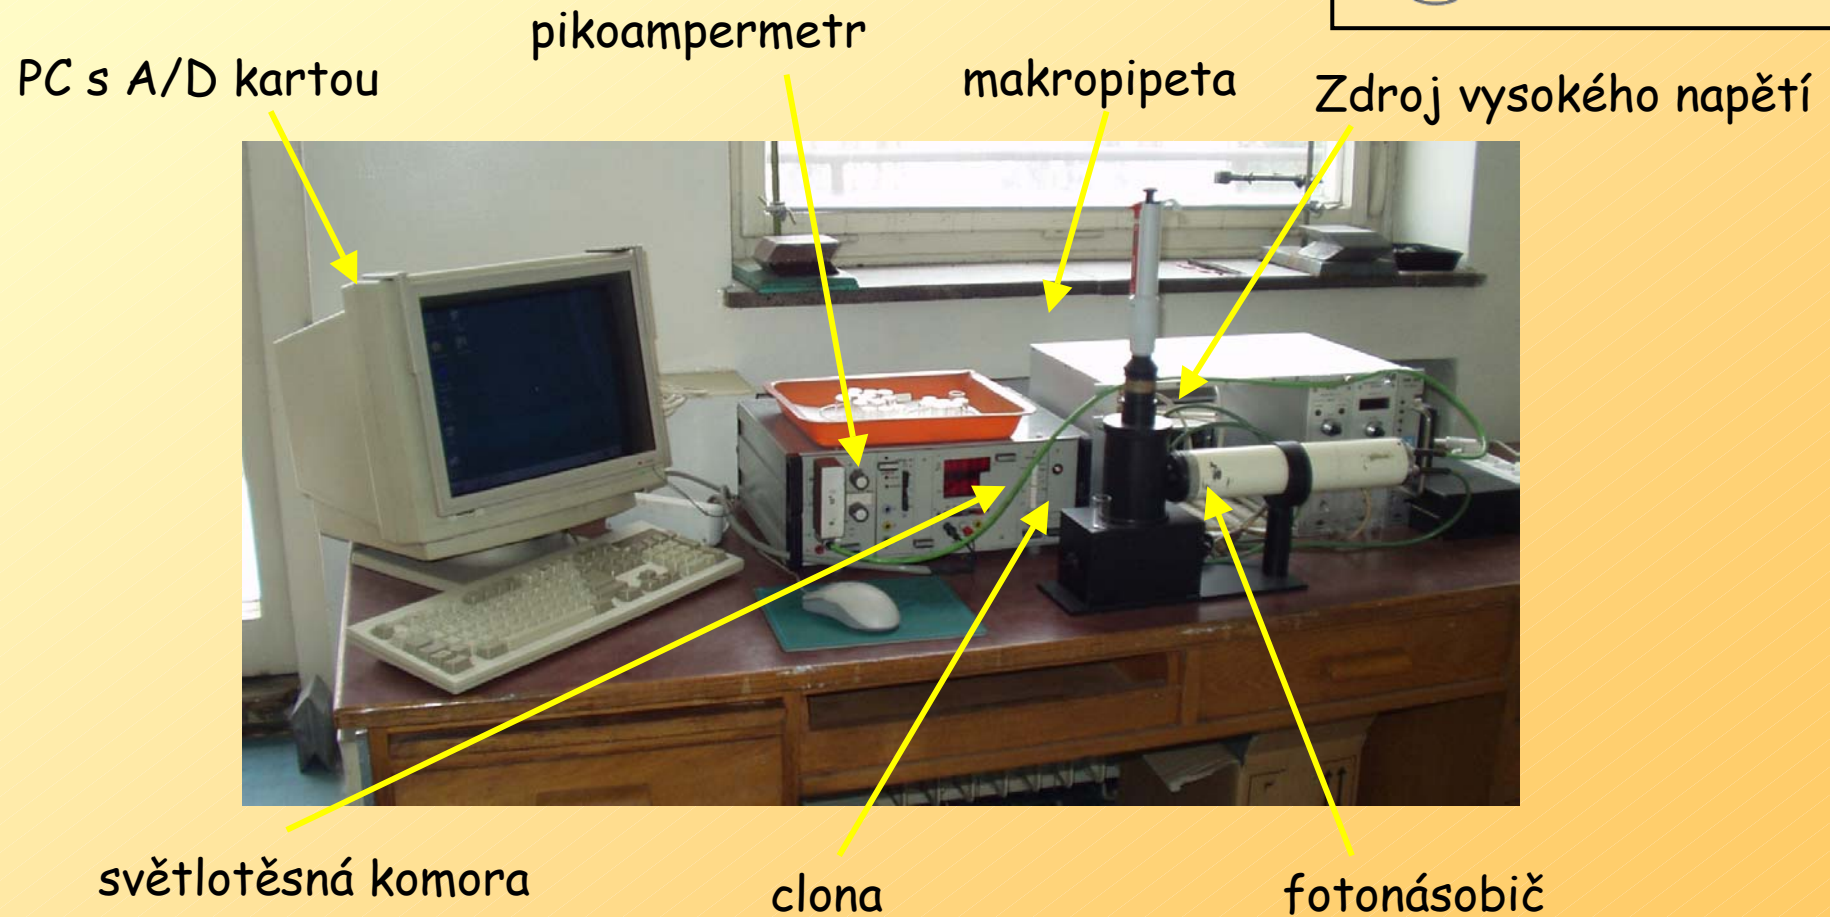 pikoampermetr
PC s A/D kartou
makropipeta
Zdroj vysokého napětí
světlotěsná komora
clona
fotonásobič